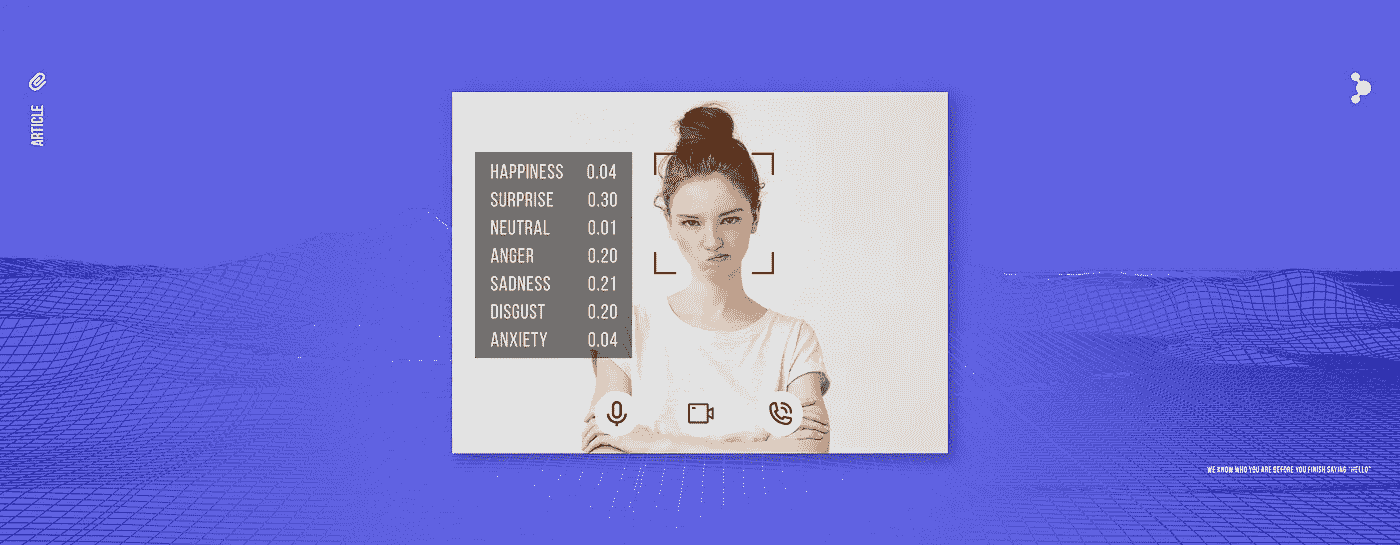 ARTICLE
HAPPINESS 0.04
SURPRISE 0.30
NEUTRAL 0.01
ANGER 0.20
SADNESS 0.21
DISGUST 0.20
ANXIETY 0.04
WE KNOW WHO YOU ARE BEFORE YOU FINISH SAYING "HELLO"